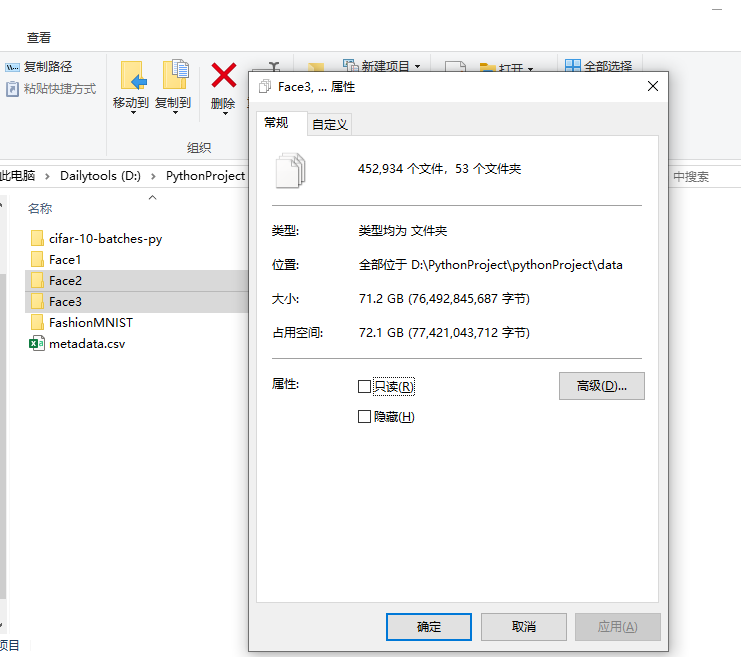 查看
复制路径
粘贴快捷方式
移动到
复制到
删除
新建项目
打开
全部选择
组织
此电脑 > Dailytools (D:) > PythonProject
中搜索
名称
cifar-10-batches-py
Face1
Face2
Face3
FashionMNIST
metadata.csv
项目
Face3, ... 属性
常规
自定义
452,934 个文件，53 个文件夹
类型: 类型均为 文件夹
位置: 全部位于 D:\PythonProject\pythonProject\data
大小: 71.2 GB (76,492,845,687 字节)
占用空间: 72.1 GB (77,421,043,712 字节)
属性: 只读(R)
高级(D)...
隐藏(H)
确定
取消
应用(A)